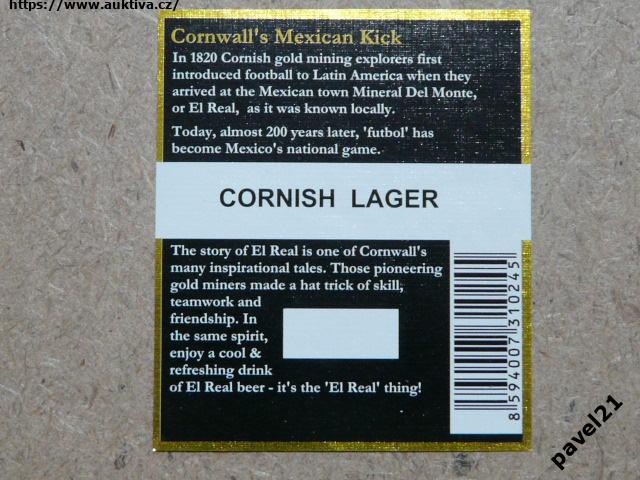 https://www.auktiva.cz/
Cornwall's Mexican Kick
In 1820 Cornish gold mining explorers first
introduced football to Latin America when they
arrived at the Mexican town Mineral Del Monte,
or El Real, as it was known locally.
Today, almost 200 years later, 'futbol' has
become Mexico's national game.
CORNISH LAGER
The story of El Real is one of Cornwall's
many inspirational tales. Those pioneering
gold miners made a hat trick of skill,
teamwork and
friendship. In
the same spirit,
enjoy a cool &
refreshing drink
of El Real beer - it's the 'El Real' thing!
8 594007 310245
pavel21